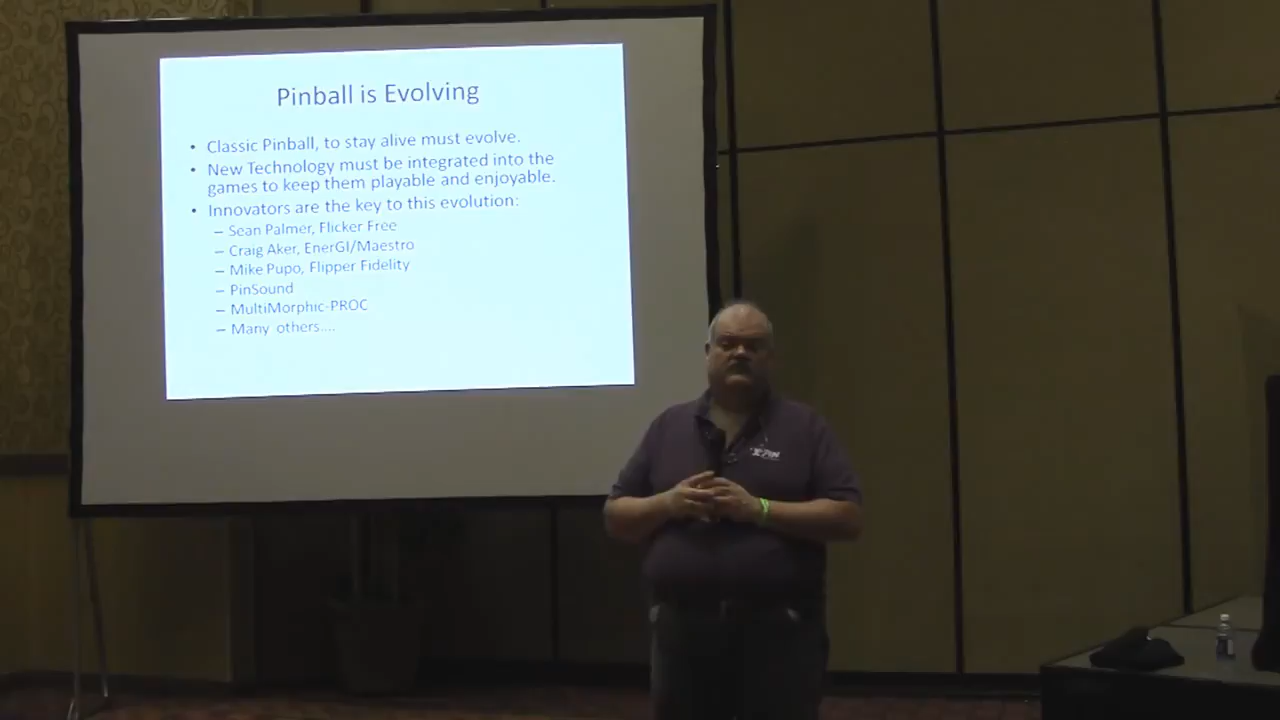 Pinball is Evolving
• Classic Pinball, to stay alive must evolve.
• New Technology must be integrated into the
games to keep them playable and enjoyable.
• Innovators are the key to this evolution:
– Sean Palmer, Flicker Free
– Craig Aker, EnerGI/Maestro
– Mike Pupo, Flipper Fidelity
– PinSound
– MultiMorphic-PROC
– Many others....
X-PIN